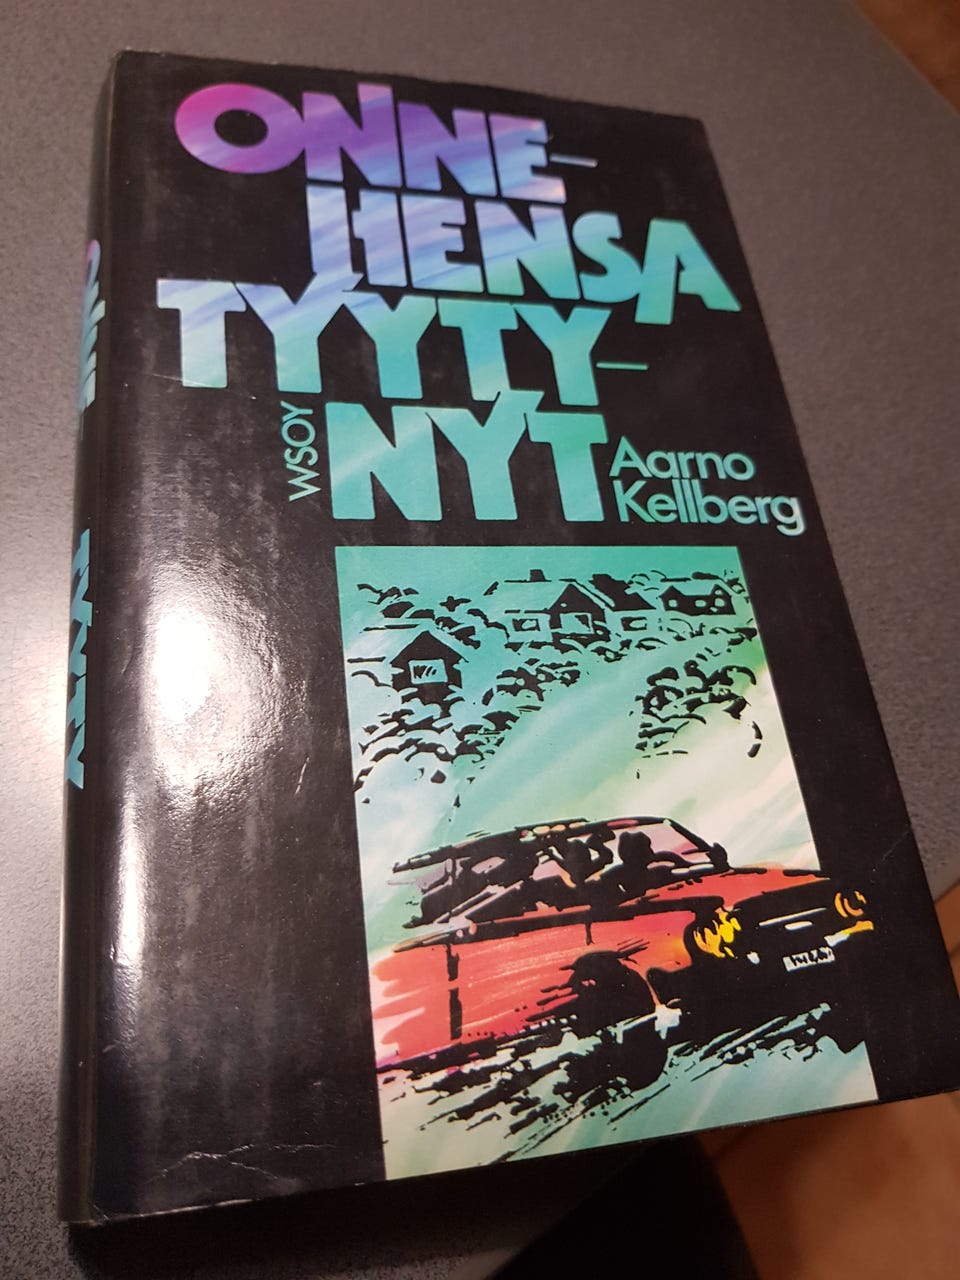 ONNE-
HENSA
TYYTY-
NYT
WSOY
Aarno
Kellberg